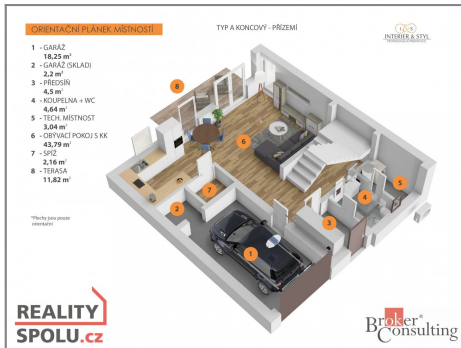 ORIENTAČNÍ PLÁNEK MÍSTNOSTÍ
TYP A KONCOVÝ - PŘÍZEMÍ
INTERIER & STYL
1 - GARÁŽ
18,25 m²
2 - GARÁŽ (SKLAD)
2,2 m²
3 - PŘEDSÍŇ
4,5 m²
4 - KOUPELNA + WC
4,64 m²
5 - TECH. MÍSTNOST
3,04 m²
6 - OBÝVACÍ POKOJ S KK
43,79 m²
7 - SPÍŽ
2,16 m²
8 - TERASA
11,82 m²
*Plochy jsou pouze
orientační
8
6
7
5
4
2
3
1
REALITY
SPOLU.cz
Broker Consulting®